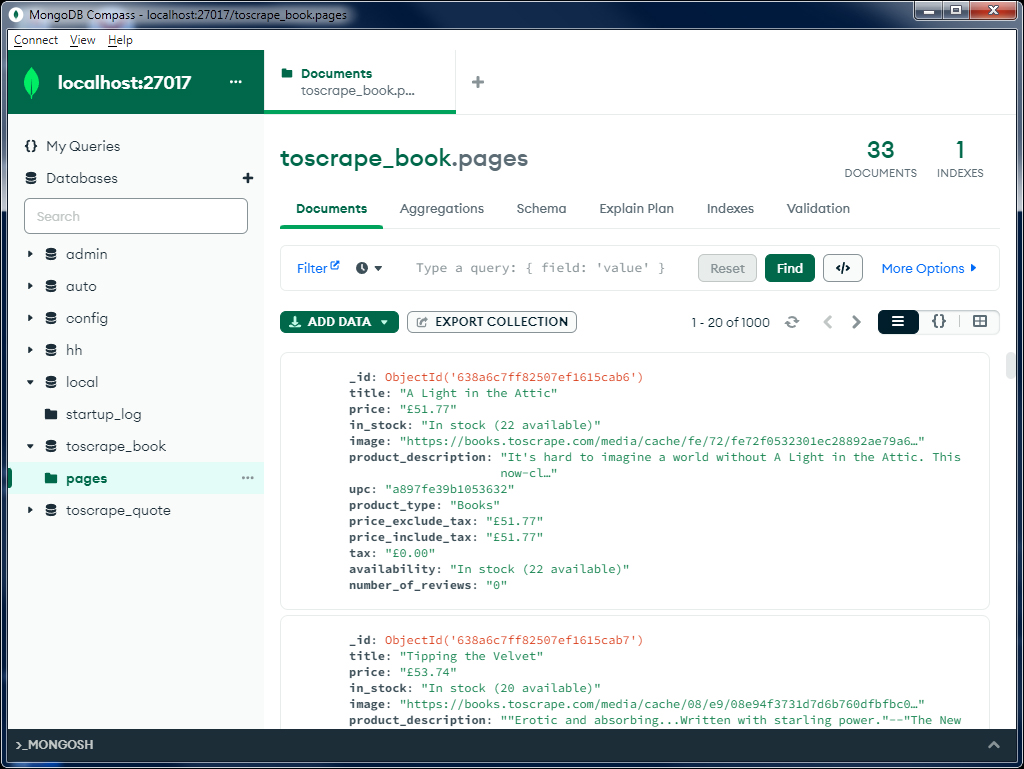 MongoDB Compass - localhost:27017/toscrape_book.pages
Connect View Help
localhost:27017 ...
Documents
toscrape_book.p...
+
{} My Queries
Databases +
Search
admin
auto
config
hh
local
startup_log
toscrape_book
pages ...
toscrape_quote
toscrape_book.pages
33
DOCUMENTS
1
INDEXES
Documents Aggregations Schema Explain Plan Indexes Validation
Filter Type a query: { field: 'value' } Reset Find </> More Options
ADD DATA EXPORT COLLECTION 1 - 20 of 1000 {}
_id: ObjectId('638a6c7ff82507ef1615cab6')
title: "A Light in the Attic"
price: "£51.77"
in_stock: "In stock (22 available)"
image: "https://books.toscrape.com/media/cache/fe/72/fe72f0532301ec28892ae79a6…"
product_description: "It's hard to imagine a world without A Light in the Attic. This
now-cl…"
upc: "a897fe39b1053632"
product_type: "Books"
price_exclude_tax: "£51.77"
price_include_tax: "£51.77"
tax: "£0.00"
availability: "In stock (22 available)"
number_of_reviews: "0"
_id: ObjectId('638a6c7ff82507ef1615cab7')
title: "Tipping the Velvet"
price: "£53.74"
in_stock: "In stock (20 available)"
image: "https://books.toscrape.com/media/cache/08/e9/08e94f3731d7d6b760dfbfbc0…"
product_description: ""Erotic and absorbing...Written with starling power."--"The New
>_MONGOSH